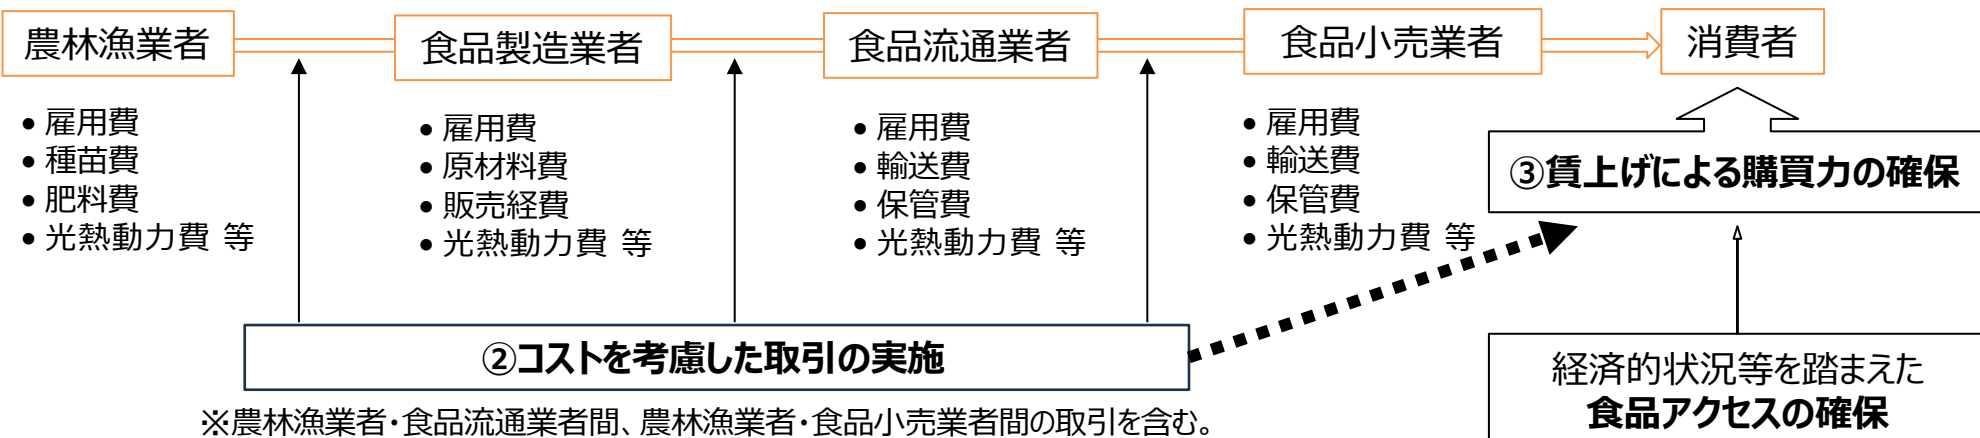 農林漁業者
食品製造業者
食品流通業者
食品小売業者
消費者
• 雇用費
• 種苗費
• 肥料費
• 光熱動力費 等
• 雇用費
• 原材料費
• 販売経費
• 光熱動力費 等
• 雇用費
• 輸送費
• 保管費
• 光熱動力費 等
• 雇用費
• 輸送費
• 保管費
• 光熱動力費 等
③賃上げによる購買力の確保
②コストを考慮した取引の実施
経済的状況等を踏まえた
食品アクセスの確保
※農林漁業者・食品流通業者間、農林漁業者・食品小売業者間の取引を含む。